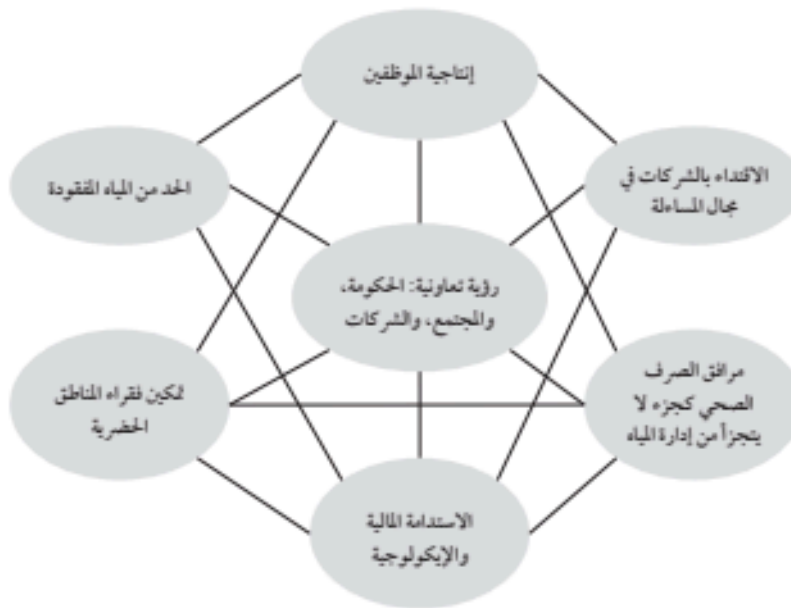 إنتاجية الموظفين
الاقتداء بالشركات في
مجال المساءلة
الحد من المياه المفقودة
رؤية تعاونية: الحكومة،
والمجتمع، والشركات
مرافق الصرف
الصحي كجزء لا
يتجزأ من إدارة المياه
تمكين فقراء المناطق
الحضرية
الاستدامة المالية
والإيكولوجية